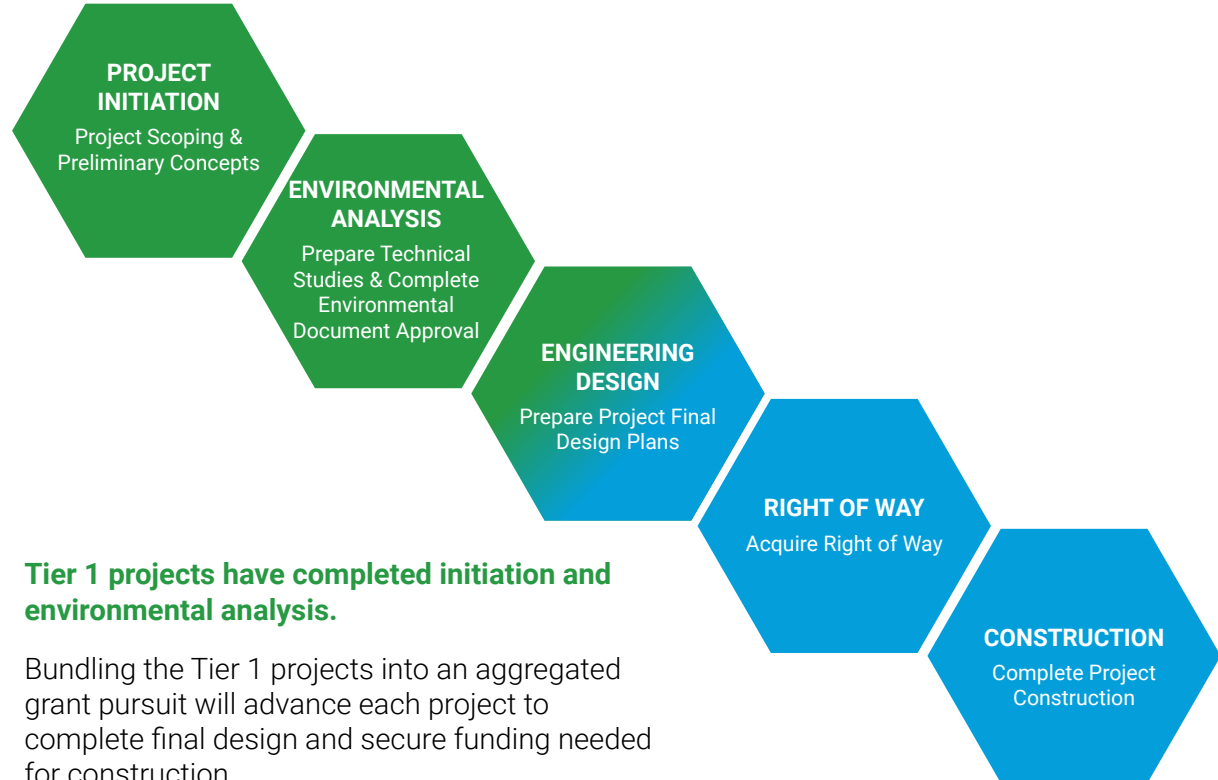 PROJECT
INITIATION
Project Scoping &
Preliminary Concepts
ENVIRONMENTAL
ANALYSIS
Prepare Technical
Studies & Complete
Environmental
Document Approval
ENGINEERING
DESIGN
Prepare Project Final
Design Plans
RIGHT OF WAY
Acquire Right of Way
CONSTRUCTION
Complete Project
Construction
Tier 1 projects have completed initiation and
environmental analysis.
Bundling the Tier 1 projects into an aggregated
grant pursuit will advance each project to
complete final design and secure funding needed
for construction